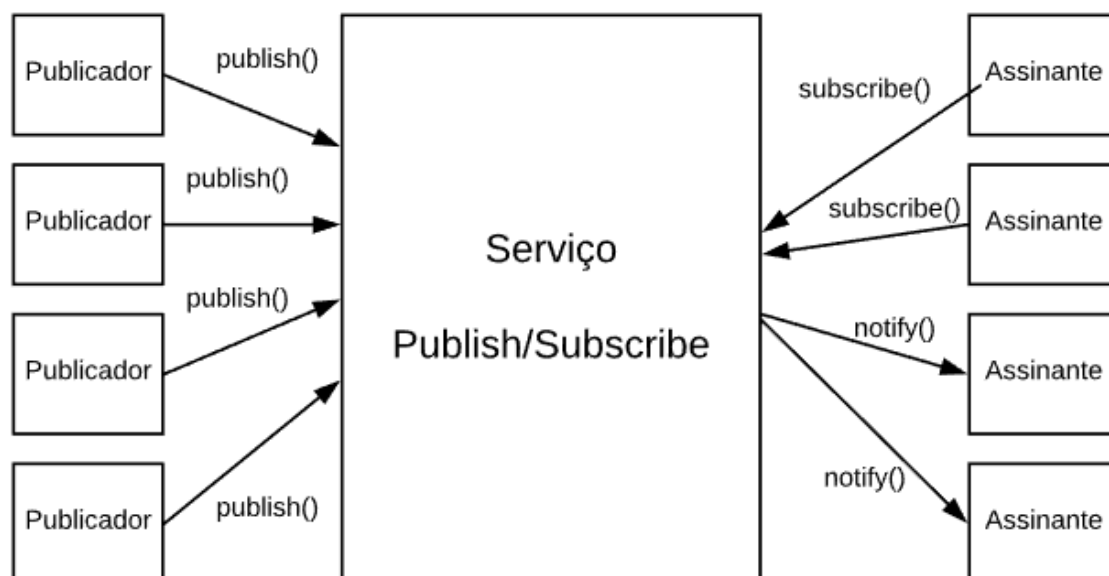 Publicador
publish()
Publicador
publish()
Publicador
publish()
Publicador
publish()
Serviço
Publish/Subscribe
subscribe()
Assinante
subscribe()
Assinante
notify()
Assinante
notify()
Assinante